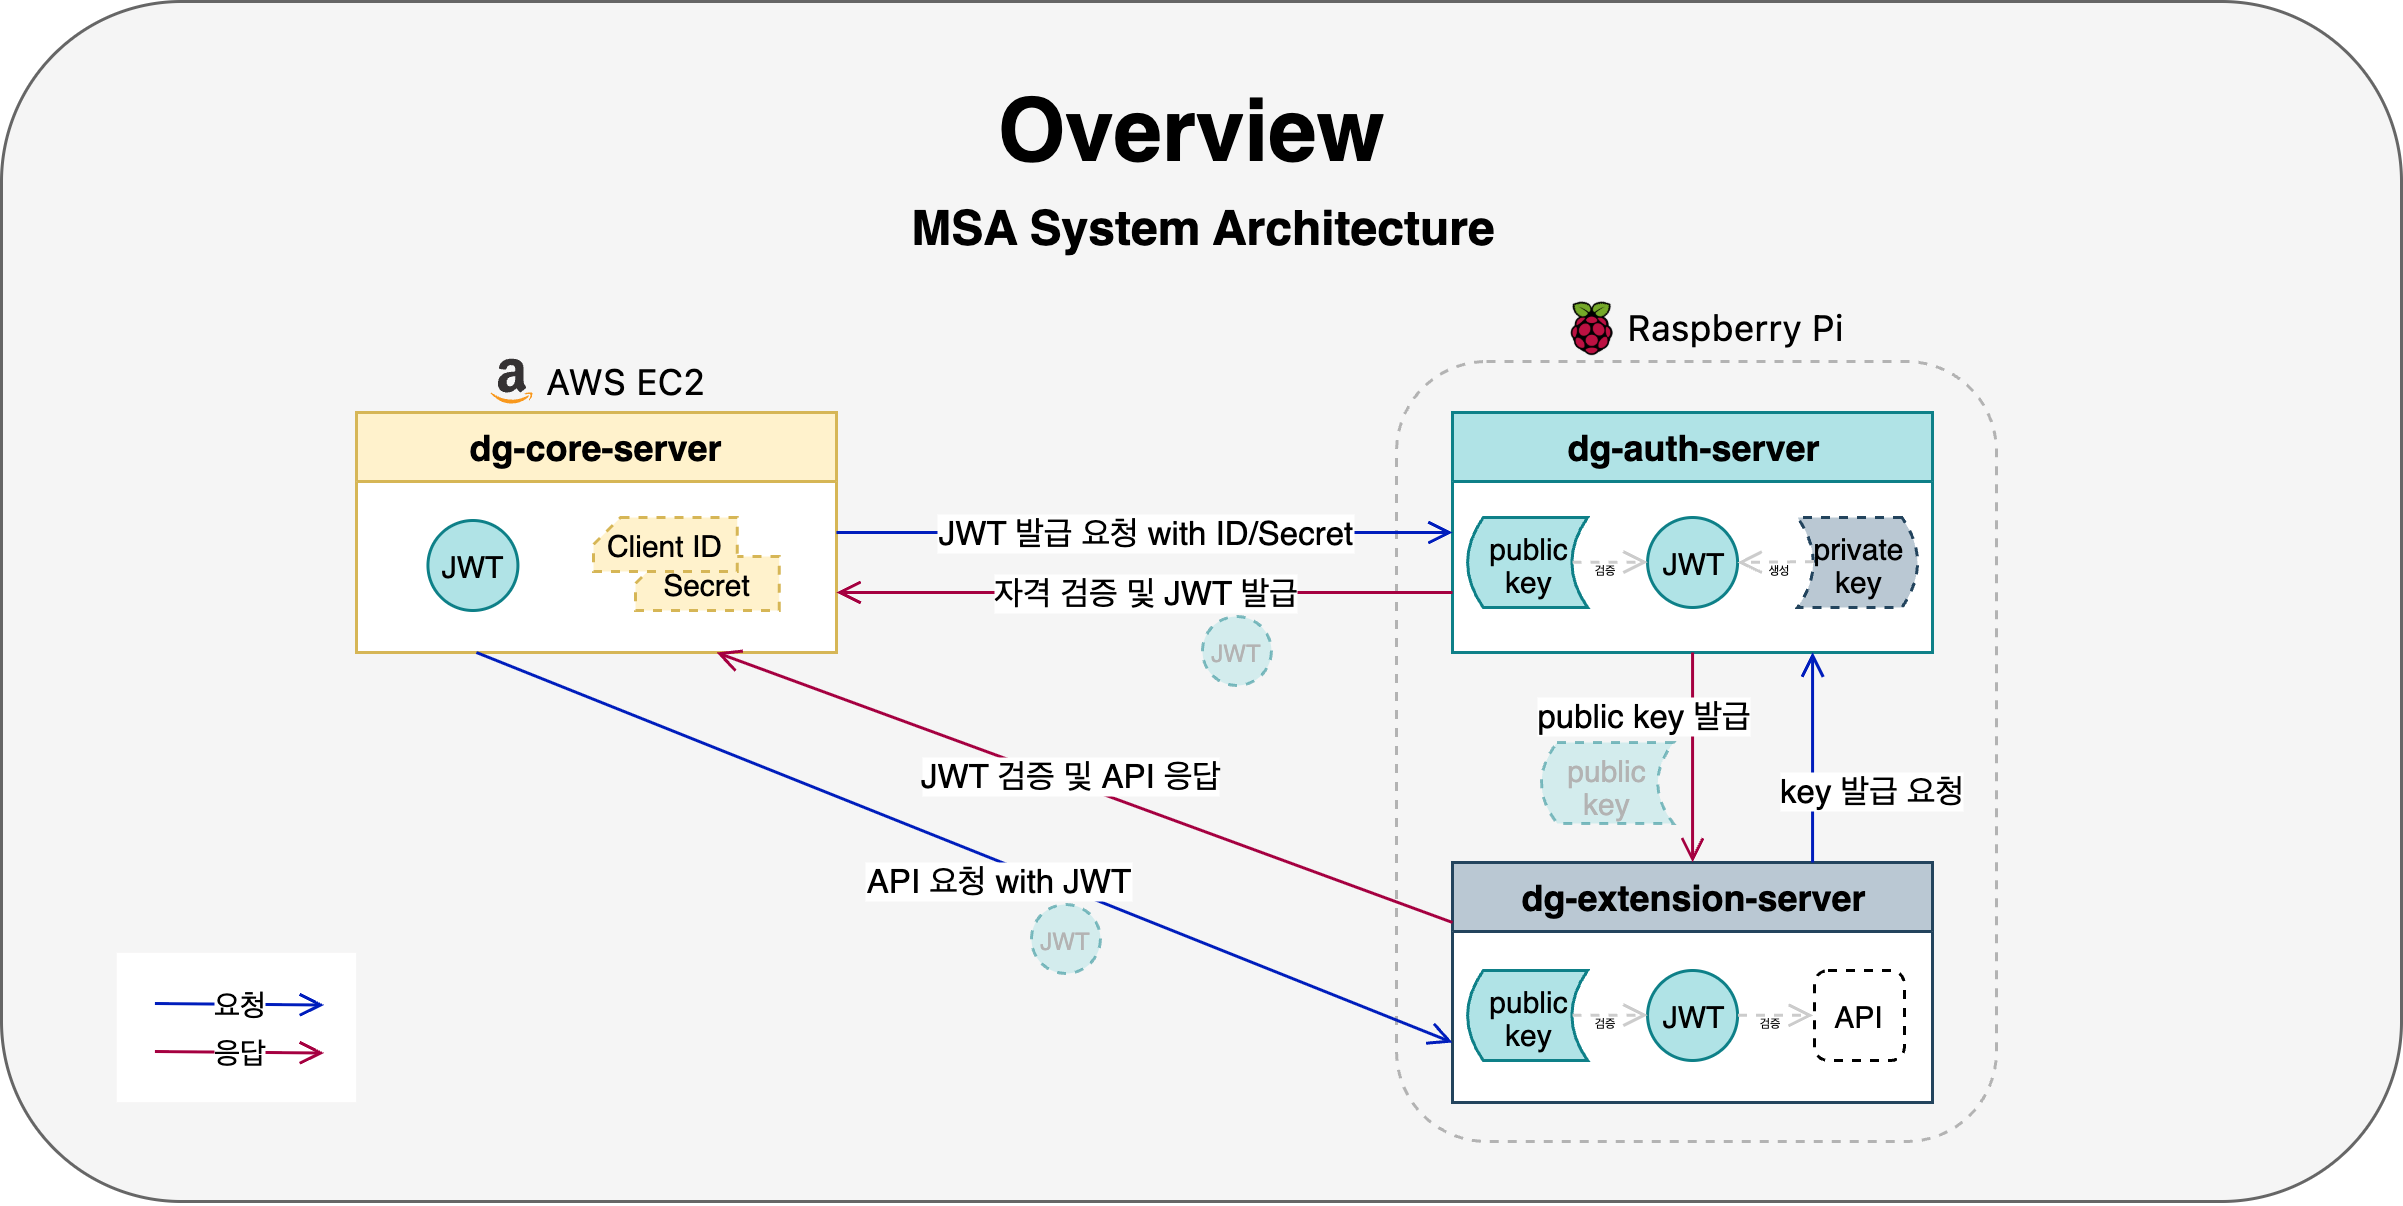 Overview
MSA System Architecture
Raspberry Pi
AWS EC2
dg-core-server
JWT
Client ID
Secret
dg-auth-server
public
key
검증
JWT
생성
private
key
JWT 발급 요청 with ID/Secret
자격 검증 및 JWT 발급
JWT
public key 발급
public
key
key 발급 요청
JWT 검증 및 API 응답
API 요청 with JWT
JWT
dg-extension-server
public
key
검증
JWT
검증
API
요청
응답